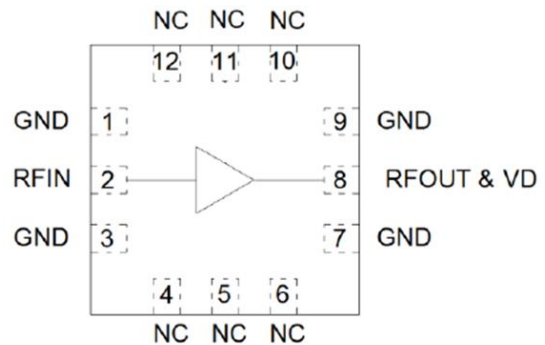 NC NC NC
12 11 10
GND 1 9 GND
RFIN 2 8 RFOUT & VD
GND 3 7 GND
4 5 6
NC NC NC